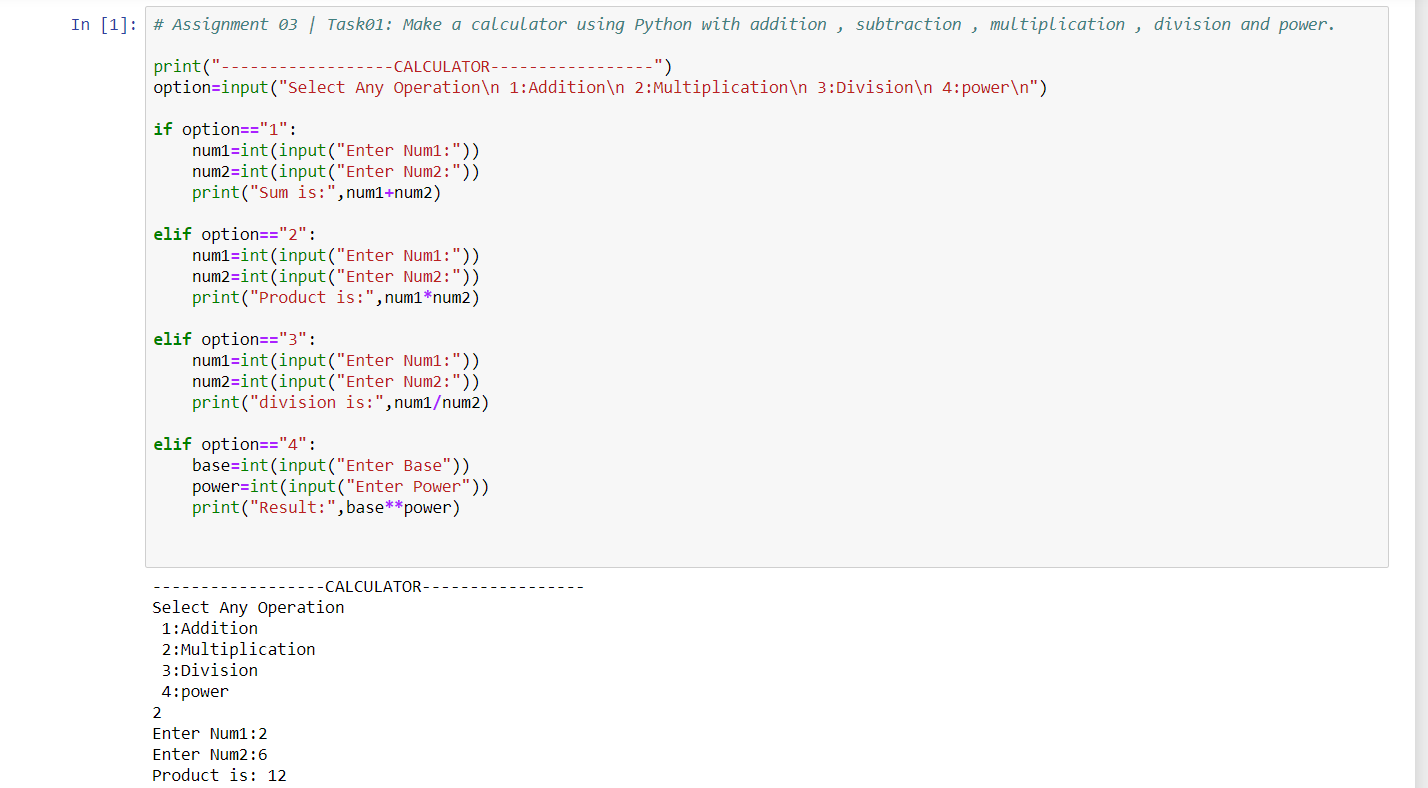 In [1]: # Assignment 03 | Task01: Make a calculator using Python with addition , subtraction , multiplication , division and power.
print("------------------CALCULATOR-----------------")
option=input("Select Any Operation\n 1:Addition\n 2:Multiplication\n 3:Division\n 4:power\n")
if option=="1":
    num1=int(input("Enter Num1:"))
    num2=int(input("Enter Num2:"))
    print("Sum is:",num1+num2)
elif option=="2":
    num1=int(input("Enter Num1:"))
    num2=int(input("Enter Num2:"))
    print("Product is:",num1*num2)
elif option=="3":
    num1=int(input("Enter Num1:"))
    num2=int(input("Enter Num2:"))
    print("division is:",num1/num2)
elif option=="4":
    base=int(input("Enter Base"))
    power=int(input("Enter Power"))
    print("Result:",base**power)
------------------CALCULATOR-----------------
Select Any Operation
 1:Addition
 2:Multiplication
 3:Division
 4:power
2
Enter Num1:2
Enter Num2:6
Product is: 12